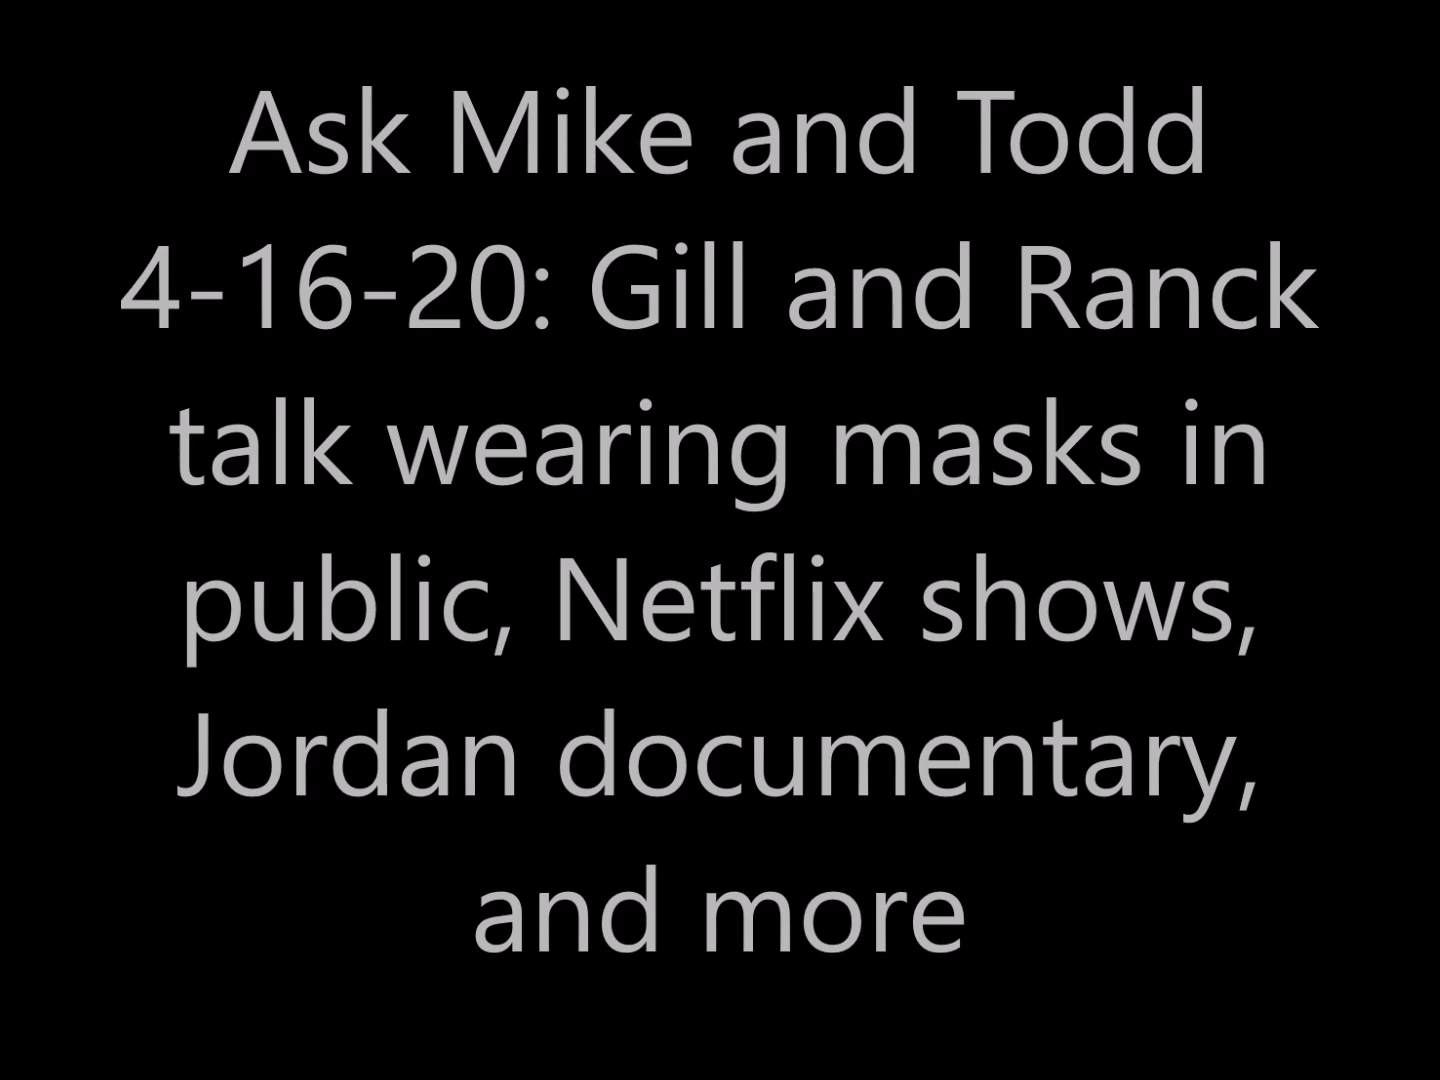 Ask Mike and Todd
4-16-20: Gill and Ranck
talk wearing masks in
public, Netflix shows,
Jordan documentary,
and more